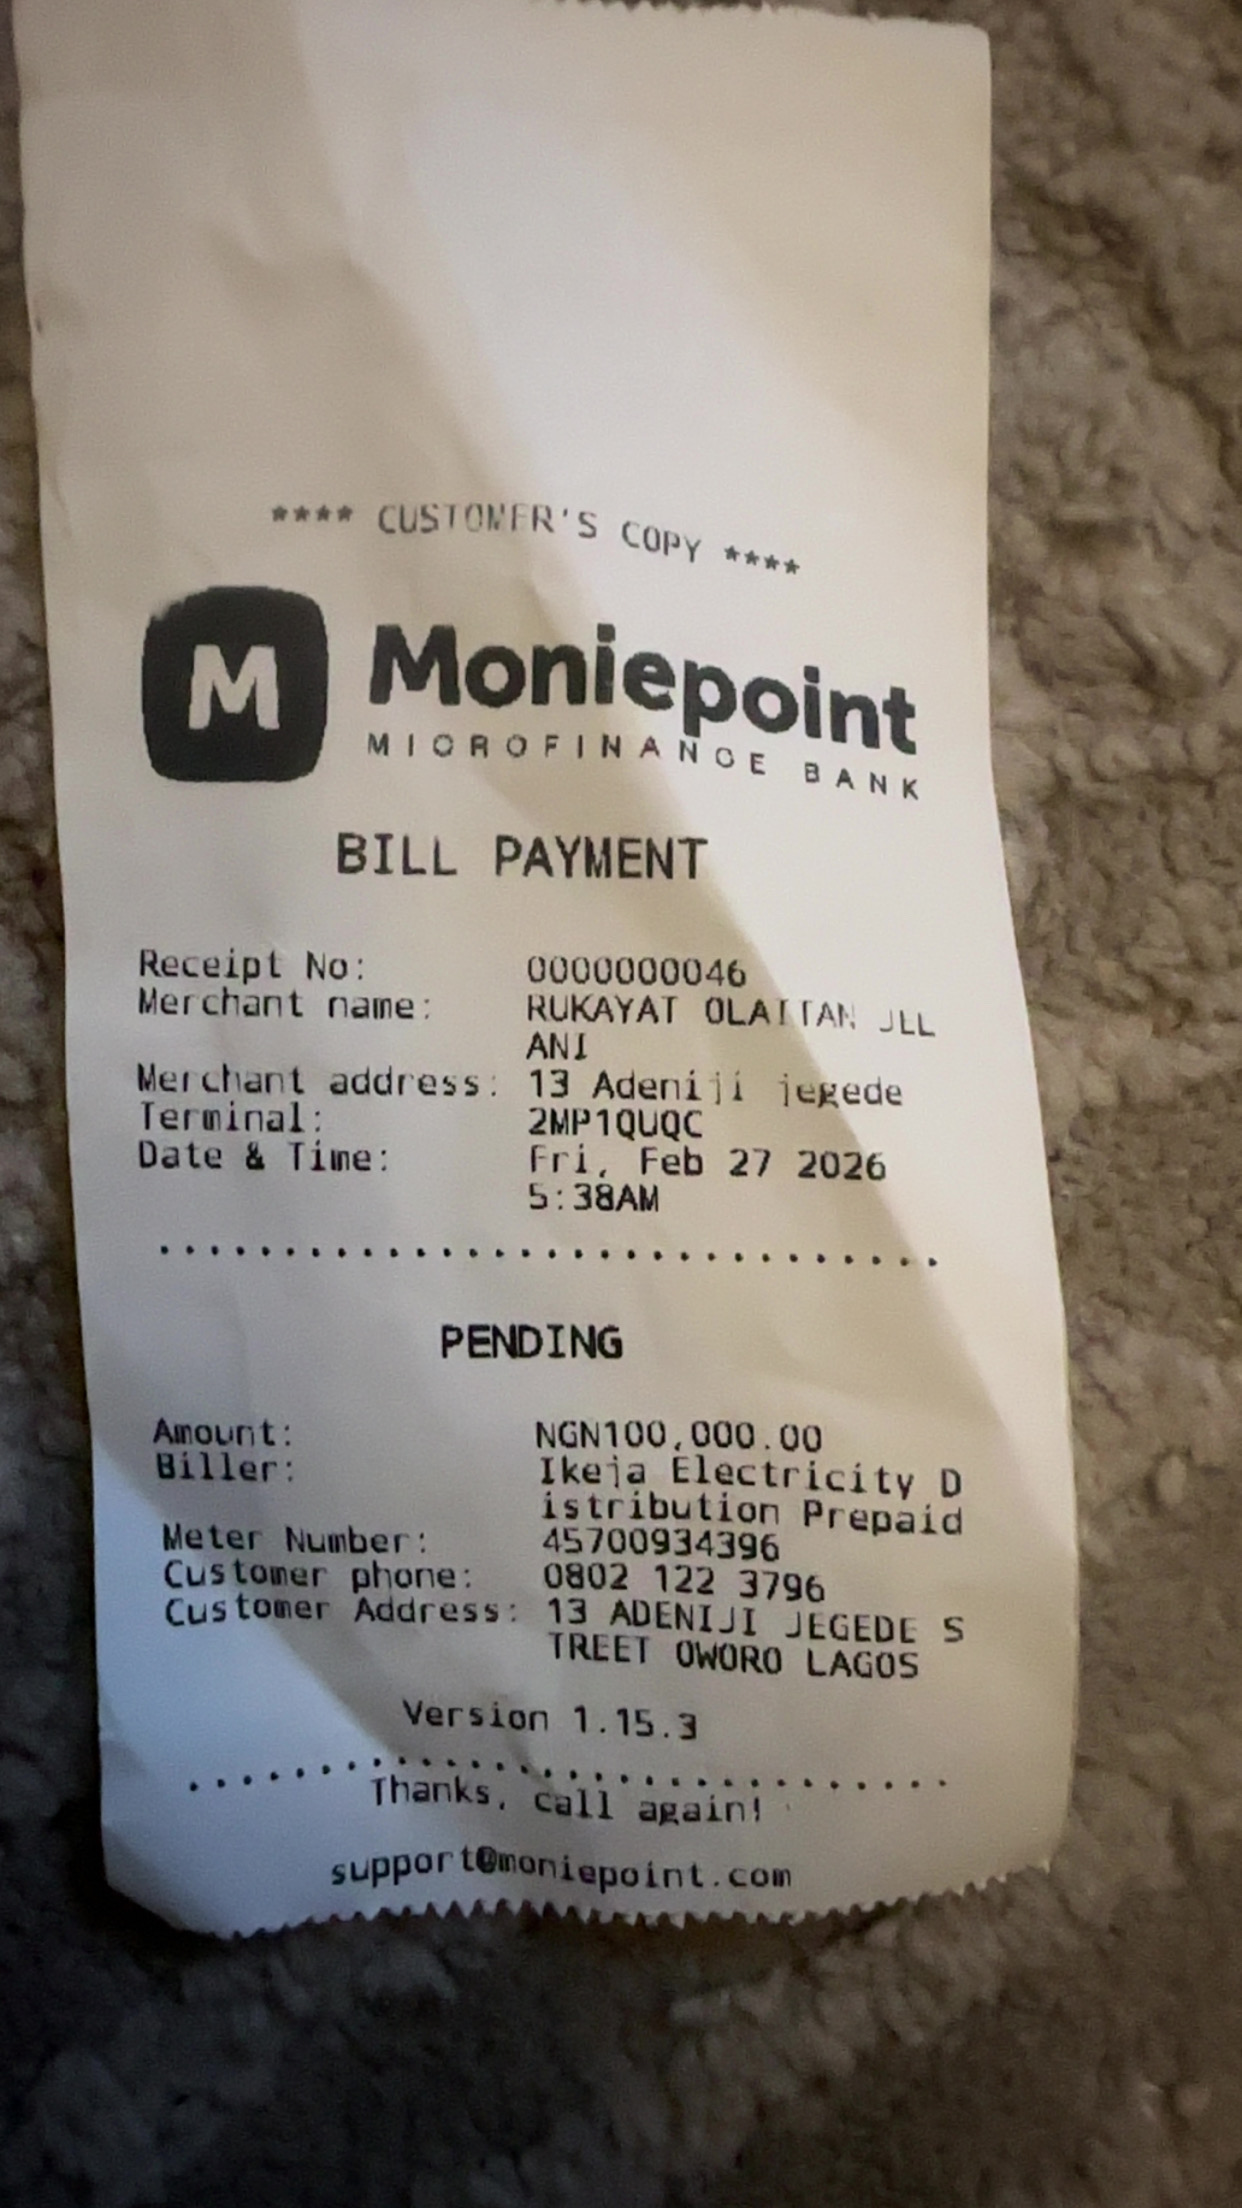 **** CUSTOMER'S COPY ****
M Moniepoint
MICROFINANCE BANK
BILL PAYMENT
Receipt No: 0000000046
Merchant name: RUKAYAT
ANI
Merchant address: 13 Adeniji jegede
Terminal: 2MP1QUQC
Date & Time: Fri, Feb 27 2026
5:38AM
PENDING
Amount: NGN100,000.00
Biller: Ikeja Electricity D
istribution Prepaid
Meter Number: 45700934396
Customer phone: 0802 122 3796
Customer Address: 13 ADENIJI JEGEDE S
TREET OWORO LAGOS
Version 1.15.3
Thanks, call again!
support@moniepoint.com